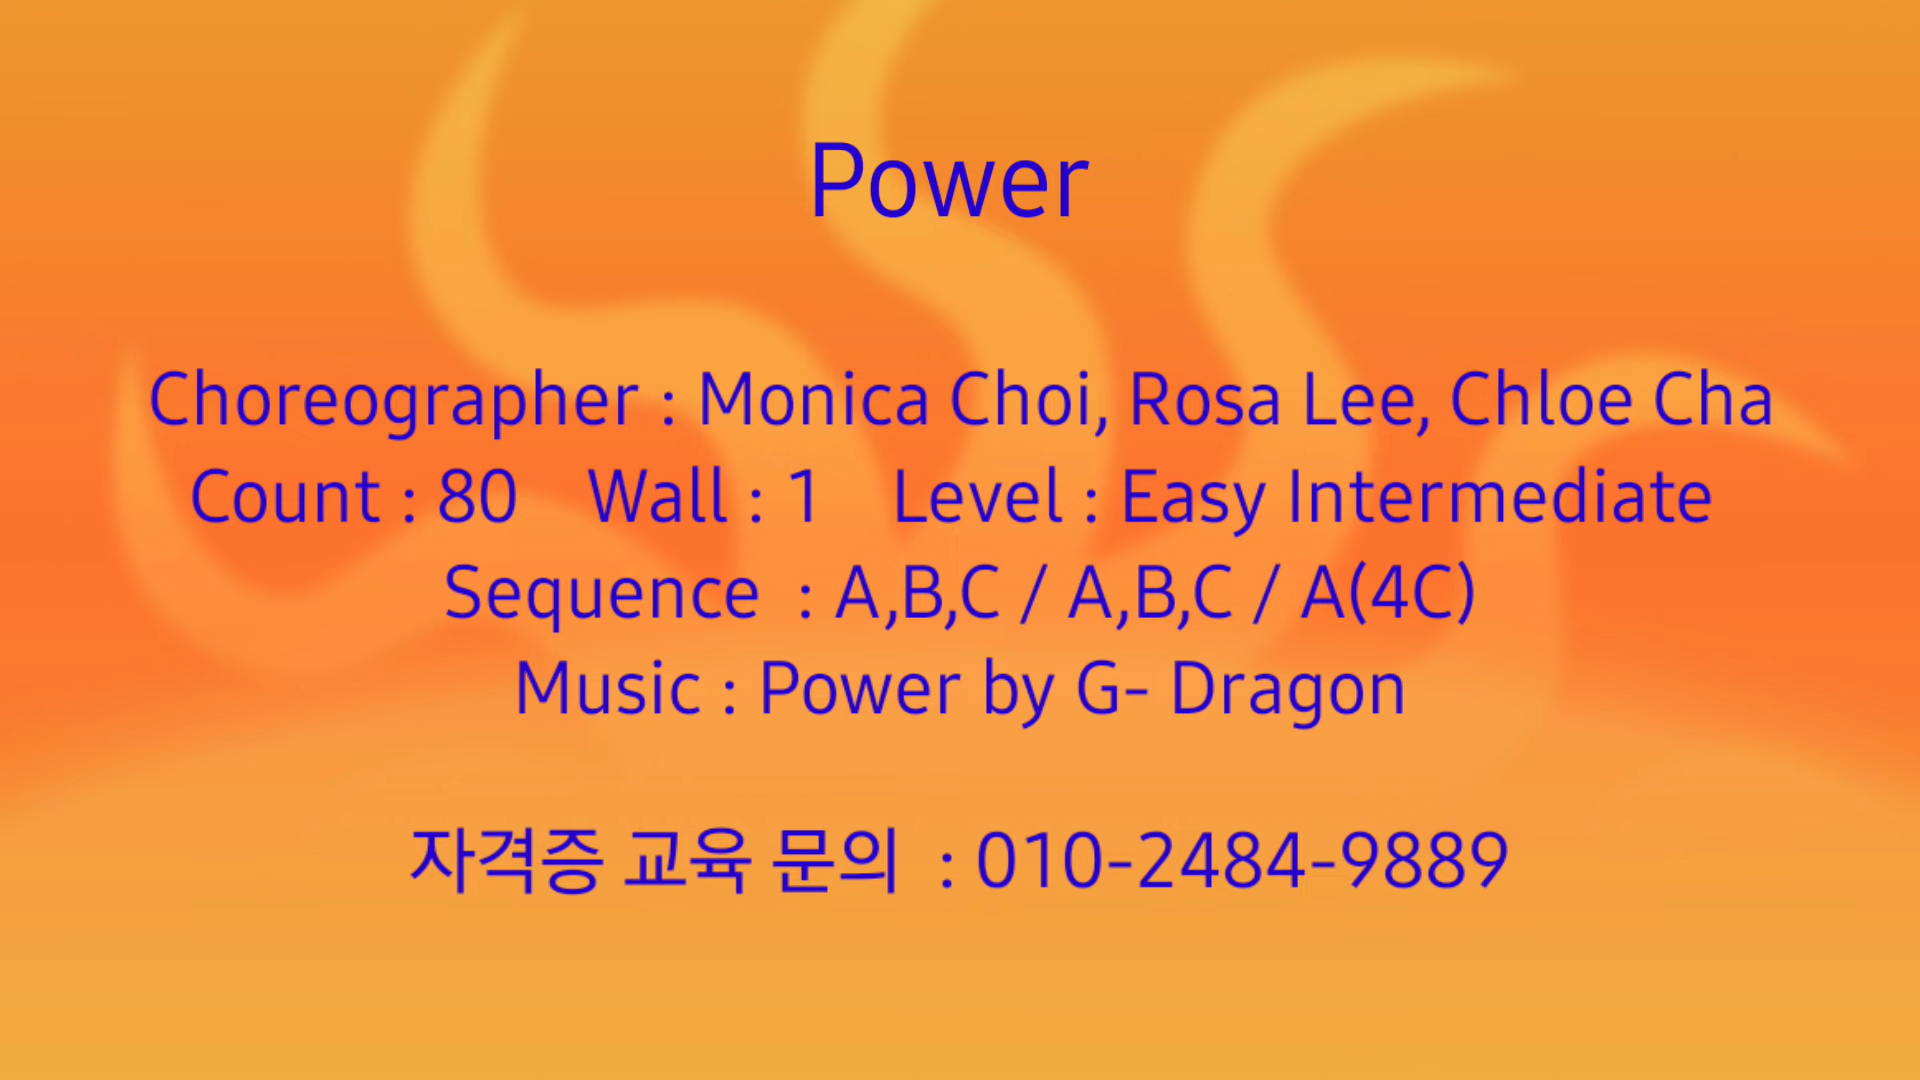 Power
Choreographer : Monica Choi, Rosa Lee, Chloe Cha
Count : 80 Wall : 1 Level : Easy Intermediate
Sequence : A,B,C / A,B,C / A(4C)
Music : Power by G- Dragon
자격증 교육 문의 : 010-2484-9889